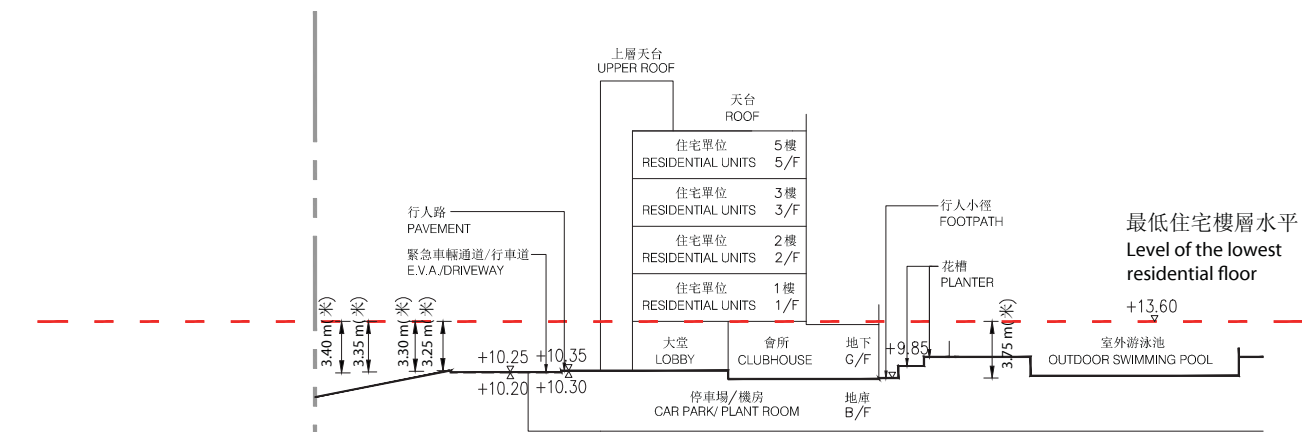 上層天台
UPPER ROOF
天台
ROOF
住宅單位 5樓
RESIDENTIAL UNITS 5/F
住宅單位 3樓
RESIDENTIAL UNITS 3/F
住宅單位 2樓
RESIDENTIAL UNITS 2/F
住宅單位 1樓
RESIDENTIAL UNITS 1/F
行人路
PAVEMENT
緊急車輛通道/行車道
E.V.A./DRIVEWAY
行人小徑
FOOTPATH
花槽
PLANTER
最低住宅樓層水平
Level of the lowest
residential floor
+13.60
3.40 m(米)
3.35 m(米)
3.30 m(米)
3.25 m(米)
+10.25 +10.35
+10.20 +10.30
大堂
LOBBY
會所 地下
CLUBHOUSE G/F
+9.85
3.75 m(米)
室外游泳池
OUTDOOR SWIMMING POOL
停車場/機房 地庫
CAR PARK/ PLANT ROOM B/F